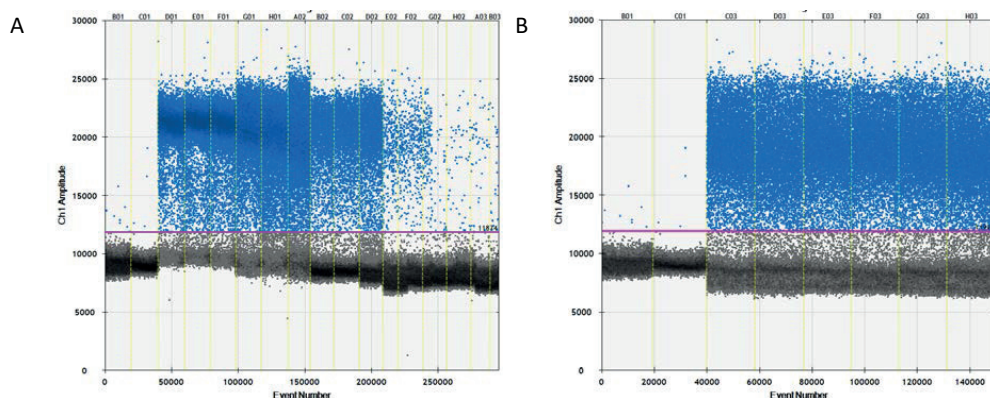 A
B01 C01 D01 E01 F01 G01 H01 A02 B02 C02 D02 E02 F02 G02 H02 A03 B03
30000
25000
20000
15000
10000
5000
0
Ch1 Amplitude
11874
0 50000 100000 150000 200000 250000
Event Number
B
B01 C01 C03 D03 E03 F03 G03 H03
30000
25000
20000
15000
10000
5000
0
Ch1 Amplitude
0 20000 40000 60000 80000 100000 120000 140000
Event Number